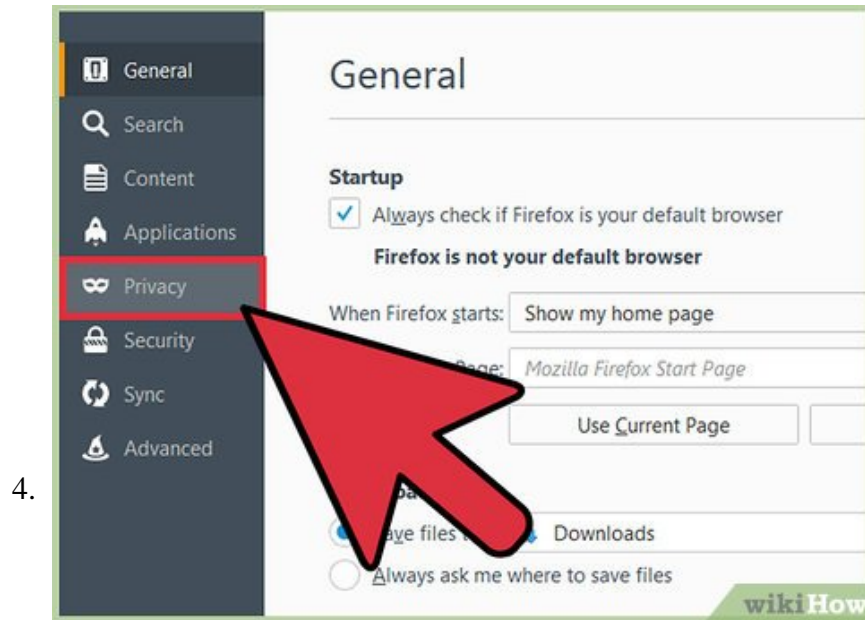 General
Search
Content
Applications
Privacy
Security
Sync
Advanced
4.
General
Startup
Always check if Firefox is your default browser
Firefox is not your default browser
When Firefox starts: Show my home page
Page: Mozilla Firefox Start Page
Use Current Page
files Downloads
Always ask me where to save files
wikiHow